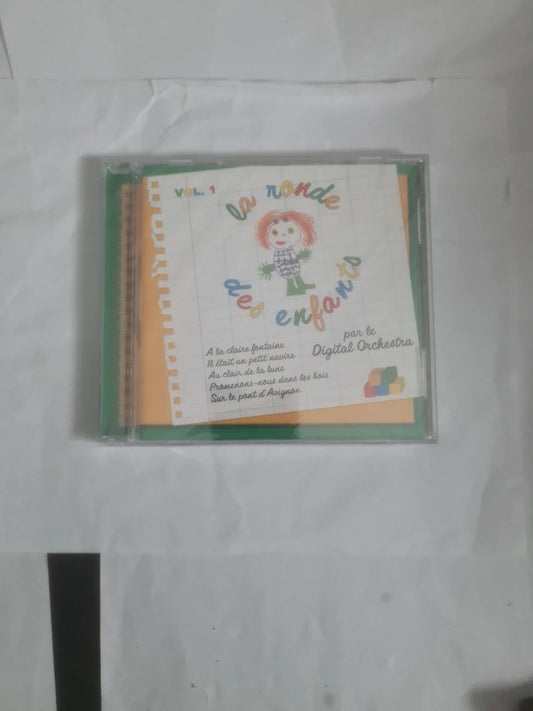 VOL. 1
la ronde
des enfants
par le
Digital Orchestra
A la claire fontaine
Il était un petit navire
Au clair de la lune
Promenons-nous dans les bois
Sur le pont d'Avignon